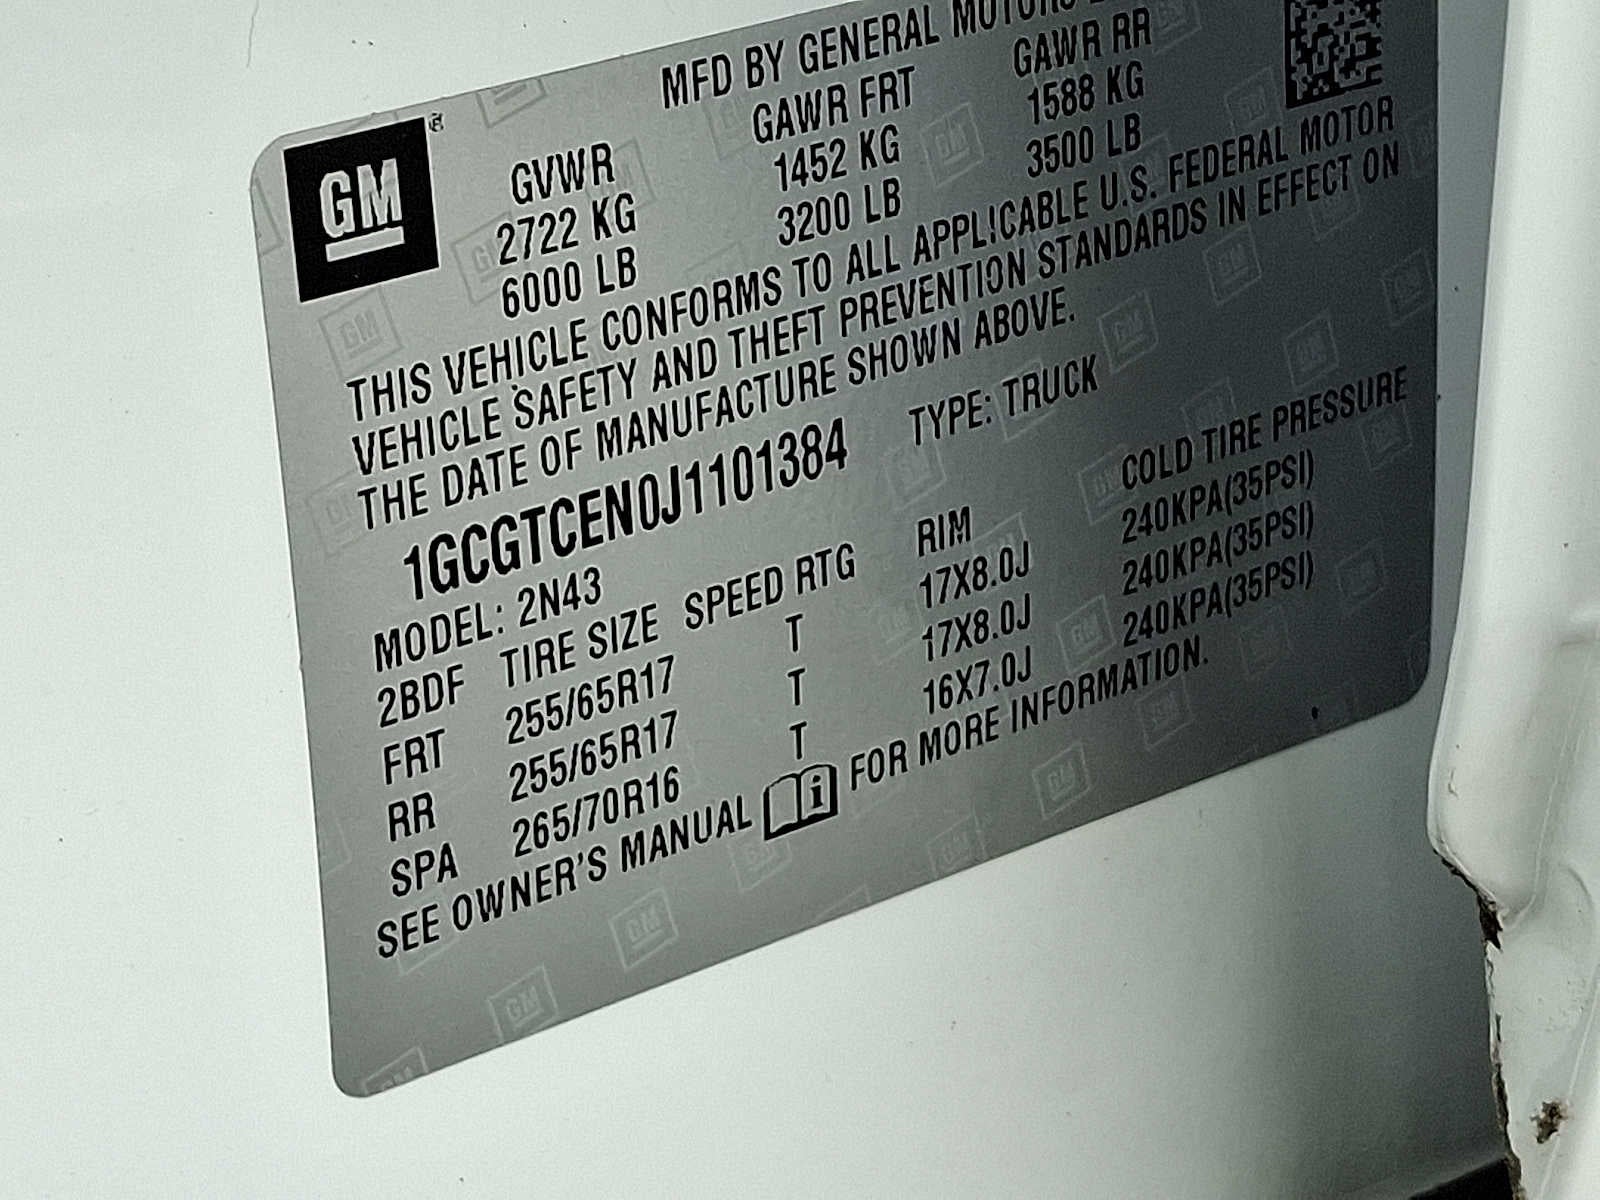 GM
MFD BY GENERAL MOTORS
GVWR GAWR FRT GAWR RR
2722 KG 1452 KG 1588 KG
6000 LB 3200 LB 3500 LB
THIS VEHICLE CONFORMS TO ALL APPLICABLE U.S. FEDERAL MOTOR
VEHICLE SAFETY AND THEFT PREVENTION STANDARDS IN EFFECT ON
THE DATE OF MANUFACTURE SHOWN ABOVE.
1GCGTCEN0J1101384 TYPE: TRUCK
MODEL: 2N43
2BDF TIRE SIZE SPEED RTG RIM COLD TIRE PRESSURE
FRT 255/65R17 T 17X8.0J 240KPA(35PSI)
RR 255/65R17 T 17X8.0J 240KPA(35PSI)
SPA 265/70R16 T 16X7.0J 240KPA(35PSI)
SEE OWNER'S MANUAL FOR MORE INFORMATION.